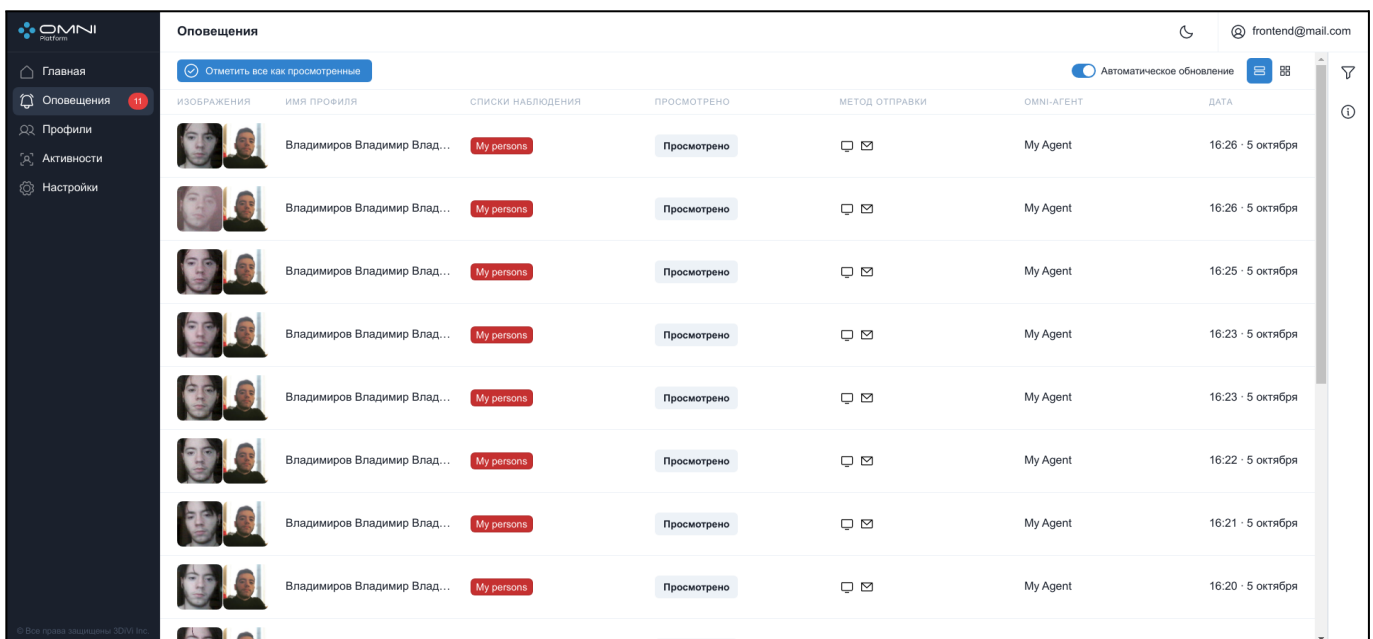 OMNI
Platform
Оповещения
frontend@mail.com
Главная
Оповещения 11
Профили
Активности
Настройки
Отметить все как просмотренные
Автоматическое обновление
ИЗОБРАЖЕНИЯ ИМЯ ПРОФИЛЯ СПИСКИ НАБЛЮДЕНИЯ ПРОСМОТРЕНО МЕТОД ОТПРАВКИ OMNI-АГЕНТ ДАТА
Владимиров Владимир Влад... My persons Просмотрено My Agent 16:26 · 5 октября
Владимиров Владимир Влад... My persons Просмотрено My Agent 16:26 · 5 октября
Владимиров Владимир Влад... My persons Просмотрено My Agent 16:25 · 5 октября
Владимиров Владимир Влад... My persons Просмотрено My Agent 16:23 · 5 октября
Владимиров Владимир Влад... My persons Просмотрено My Agent 16:23 · 5 октября
Владимиров Владимир Влад... My persons Просмотрено My Agent 16:22 · 5 октября
Владимиров Владимир Влад... My persons Просмотрено My Agent 16:21 · 5 октября
Владимиров Владимир Влад... My persons Просмотрено My Agent 16:20 · 5 октября
© Все права защищены 3DiVi Inc.